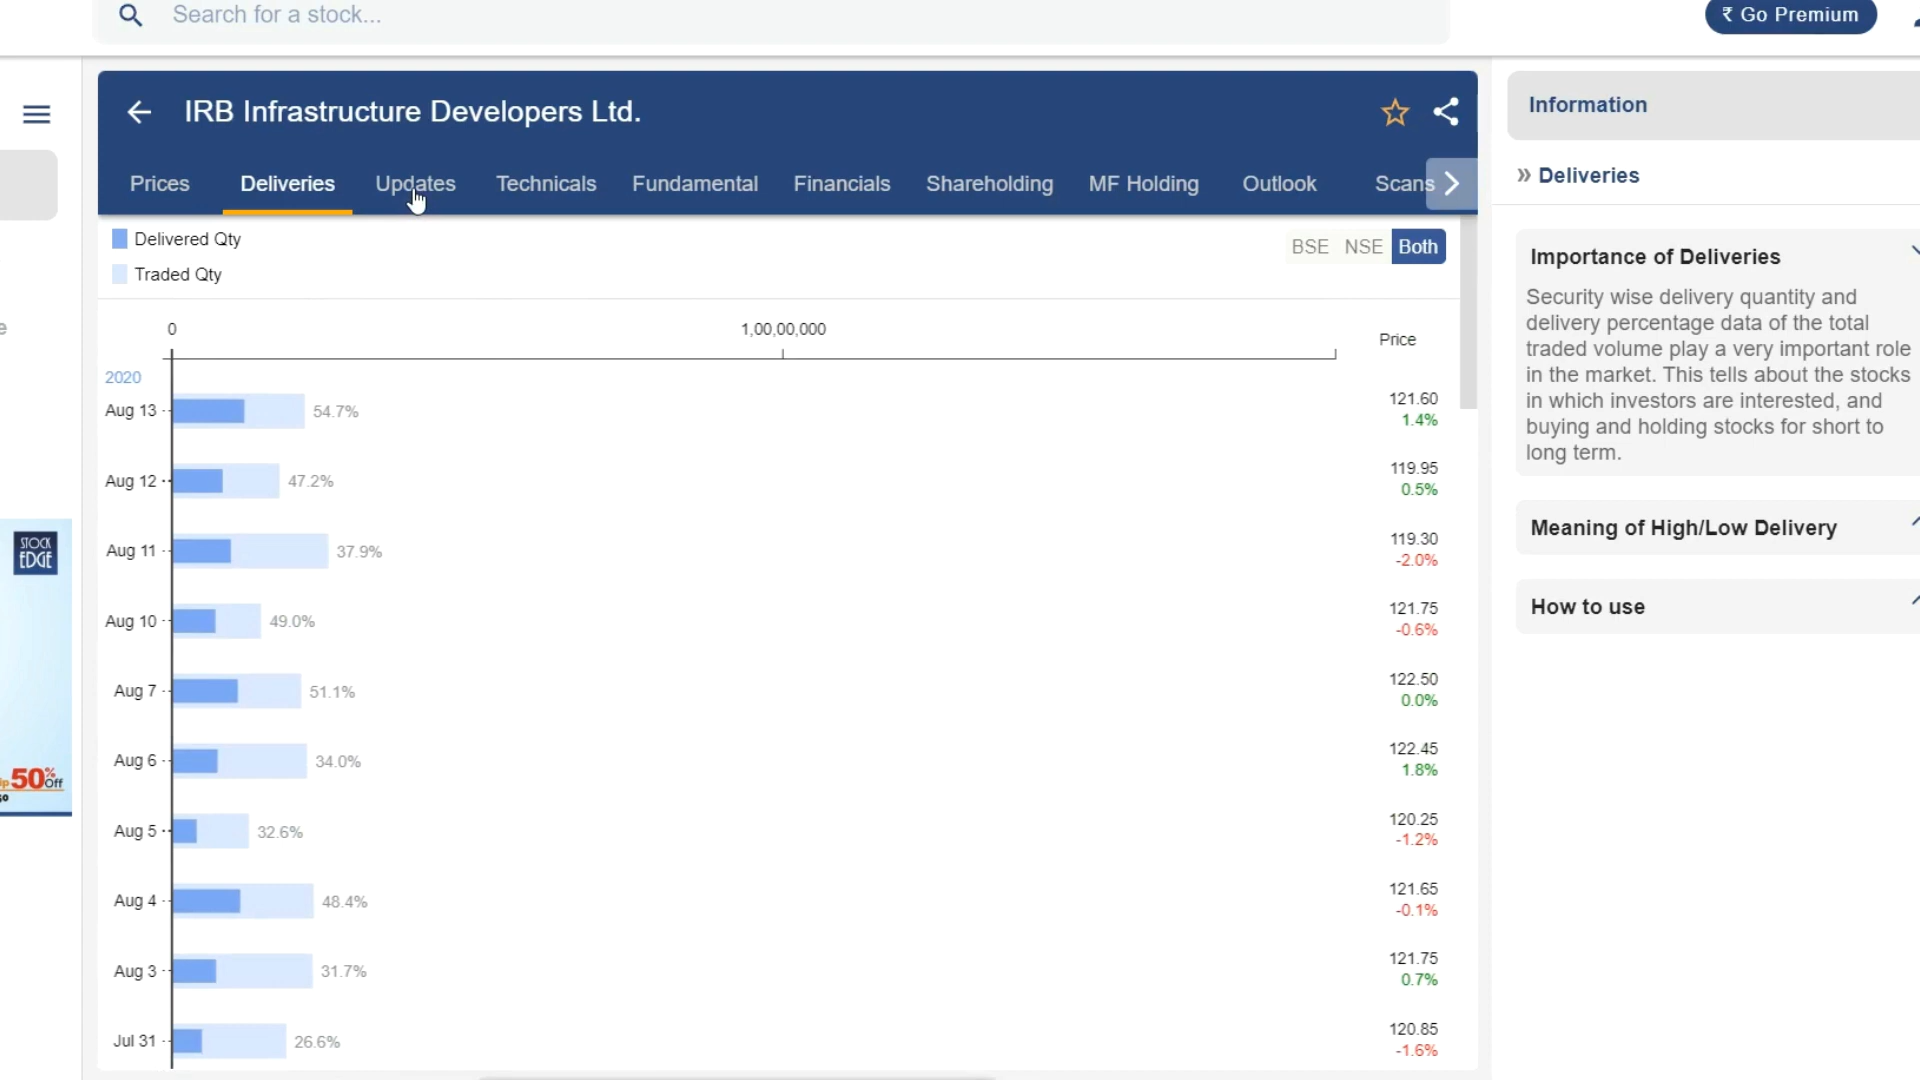 Search for a stock...
₹ Go Premium
IRB Infrastructure Developers Ltd.
Prices Deliveries Updates Technicals Fundamental Financials Shareholding MF Holding Outlook Scans
Delivered Qty
Traded Qty
BSE NSE Both
0 1,00,00,000 Price
2020
Aug 13 54.7% 121.60
1.4%
Aug 12 47.2% 119.95
0.5%
Aug 11 37.9% 119.30
-2.0%
Aug 10 49.0% 121.75
-0.6%
Aug 7 51.1% 122.50
0.0%
Aug 6 34.0% 122.45
1.8%
Aug 5 32.6% 120.25
-1.2%
Aug 4 48.4% 121.65
-0.1%
Aug 3 31.7% 121.75
0.7%
Jul 31 26.6% 120.85
-1.6%
Information
» Deliveries
Importance of Deliveries
Security wise delivery quantity and
delivery percentage data of the total
traded volume play a very important role
in the market. This tells about the stocks
in which investors are interested, and
buying and holding stocks for short to
long term.
Meaning of High/Low Delivery
How to use
e
STOCK
EDGE
50% Off